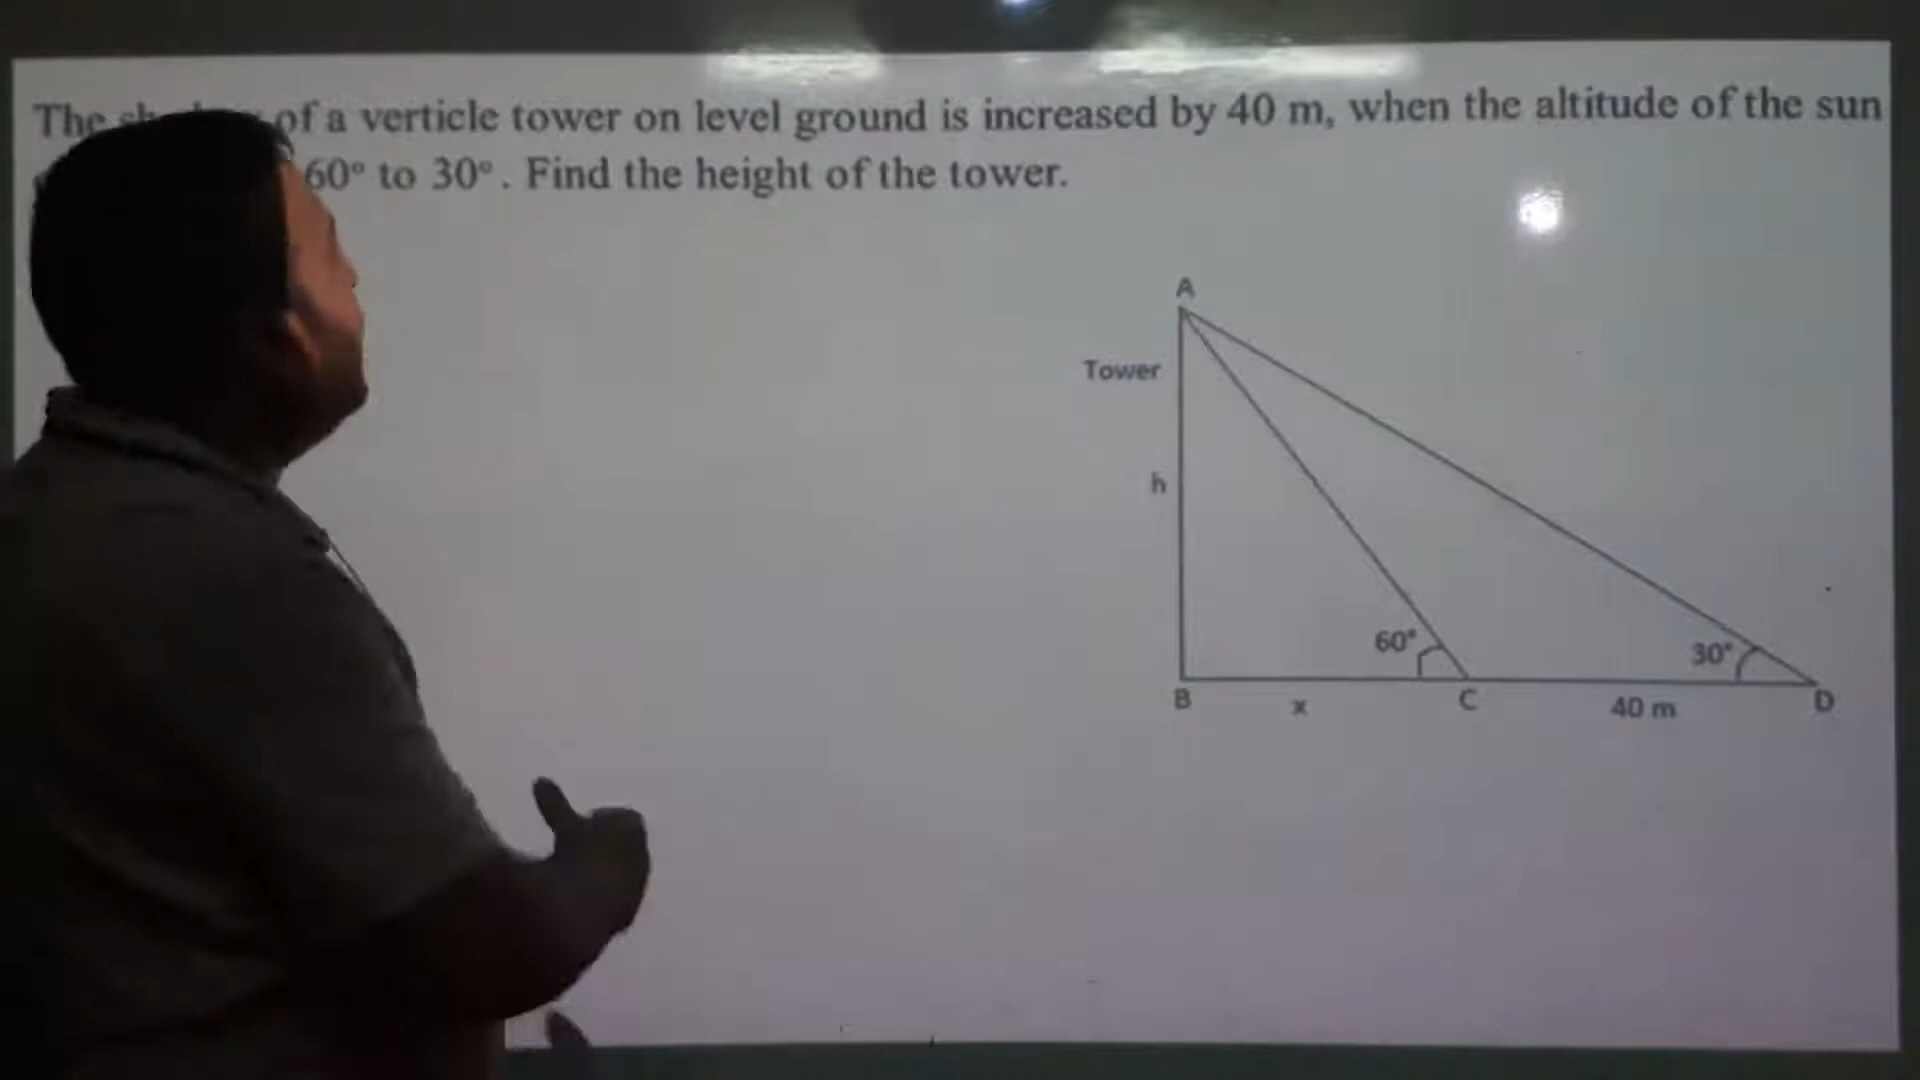 The of a verticle tower on level ground is increased by 40 m, when the altitude of the sun
60° to 30°. Find the height of the tower.
A
Tower
h
60°
30°
B
x
C
40 m
D